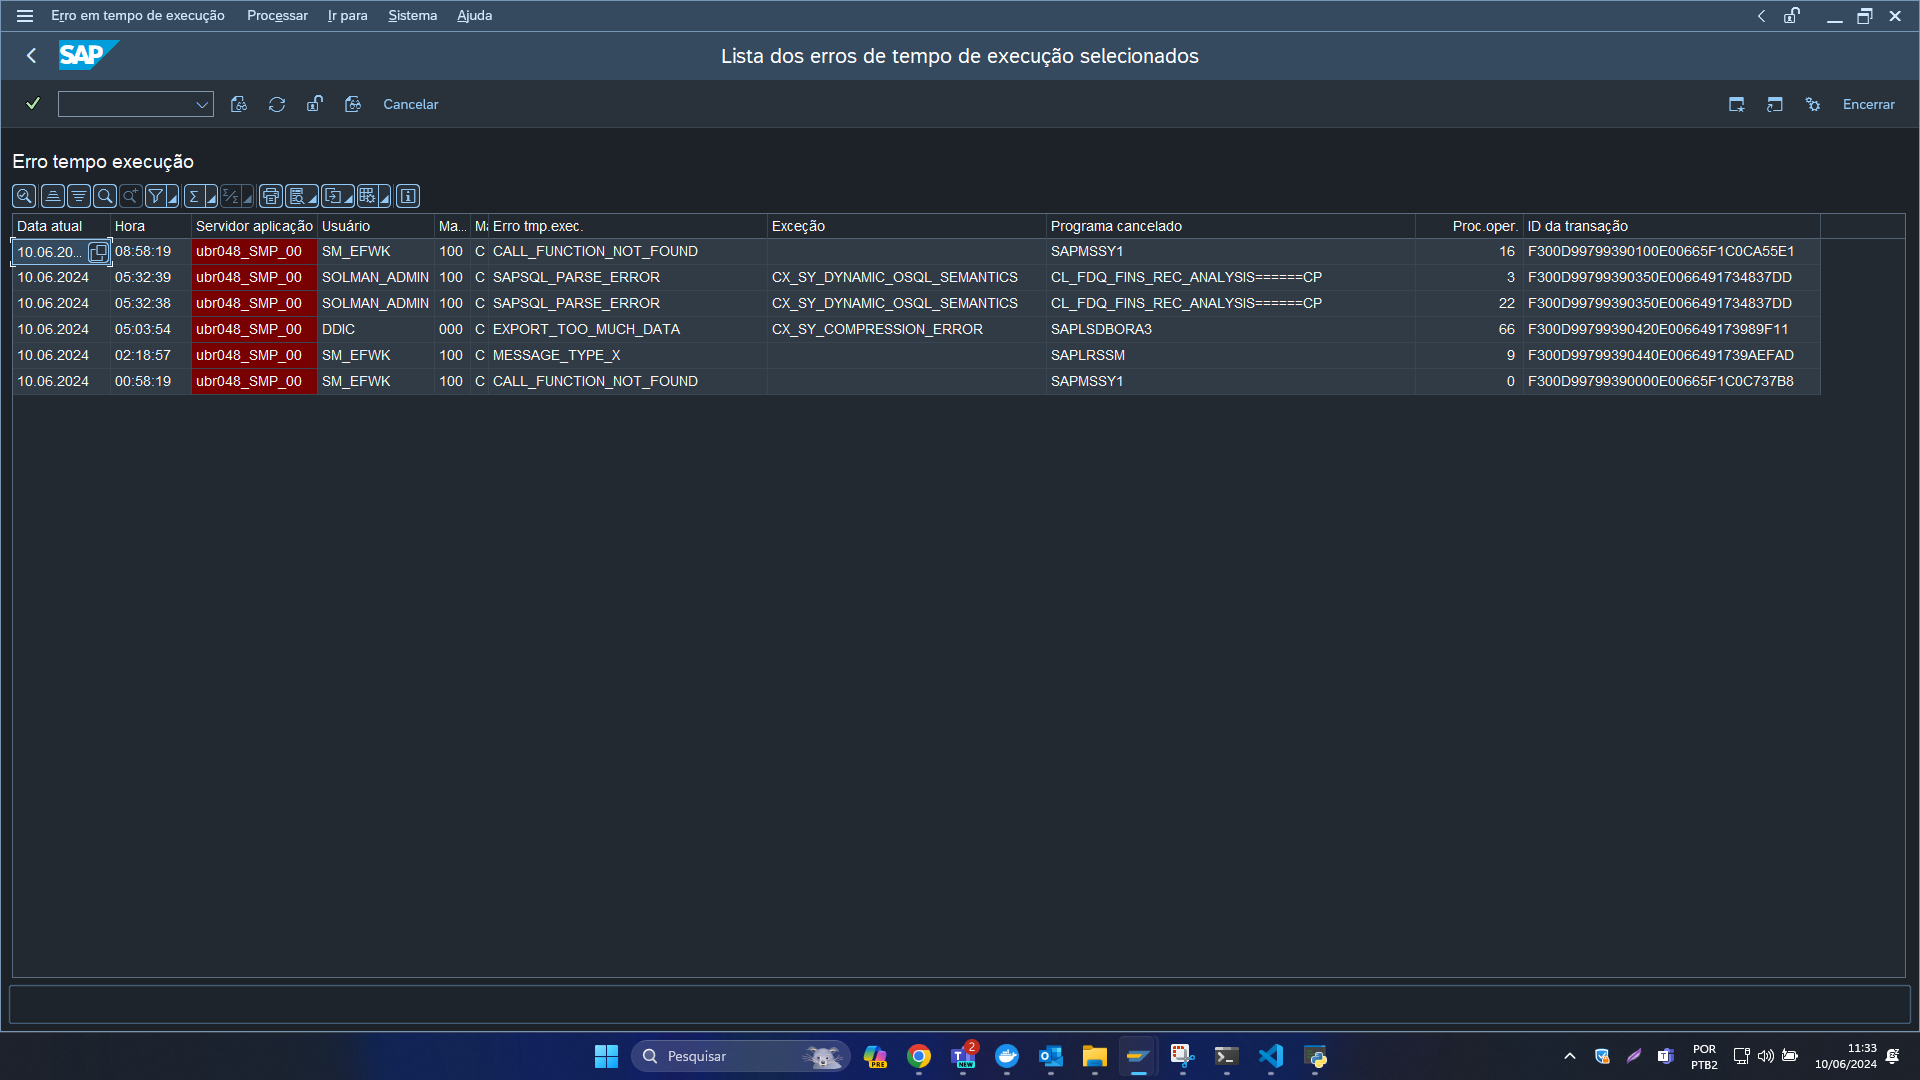 Erro em tempo de execução Processar Ir para Sistema Ajuda
SAP
Lista dos erros de tempo de execução selecionados
Cancelar
Encerrar
Erro tempo execução
Data atual Hora Servidor aplicação Usuário Ma... Ma Erro tmp.exec. Exceção Programa cancelado Proc.oper. ID da transação
10.06.20... 08:58:19 ubr048_SMP_00 SM_EFWK 100 C CALL_FUNCTION_NOT_FOUND SAPMSSY1 16 F300D99799390100E00665F1C0CA55E1
10.06.2024 05:32:39 ubr048_SMP_00 SOLMAN_ADMIN 100 C SAPSQL_PARSE_ERROR CX_SY_DYNAMIC_OSQL_SEMANTICS CL_FDQ_FINS_REC_ANALYSIS======CP 3 F300D99799390350E0066491734837DD
10.06.2024 05:32:38 ubr048_SMP_00 SOLMAN_ADMIN 100 C SAPSQL_PARSE_ERROR CX_SY_DYNAMIC_OSQL_SEMANTICS CL_FDQ_FINS_REC_ANALYSIS======CP 22 F300D99799390350E0066491734837DD
10.06.2024 05:03:54 ubr048_SMP_00 DDIC 000 C EXPORT_TOO_MUCH_DATA CX_SY_COMPRESSION_ERROR SAPLSDBORA3 66 F300D99799390420E006649173989F11
10.06.2024 02:18:57 ubr048_SMP_00 SM_EFWK 100 C MESSAGE_TYPE_X SAPLRSSM 9 F300D99799390440E0066491739AEFAD
10.06.2024 00:58:19 ubr048_SMP_00 SM_EFWK 100 C CALL_FUNCTION_NOT_FOUND SAPMSSY1 0 F300D99799390000E00665F1C0C737B8
Pesquisar
PRE
2
NEW
POR
PTB2
11:33
10/06/2024